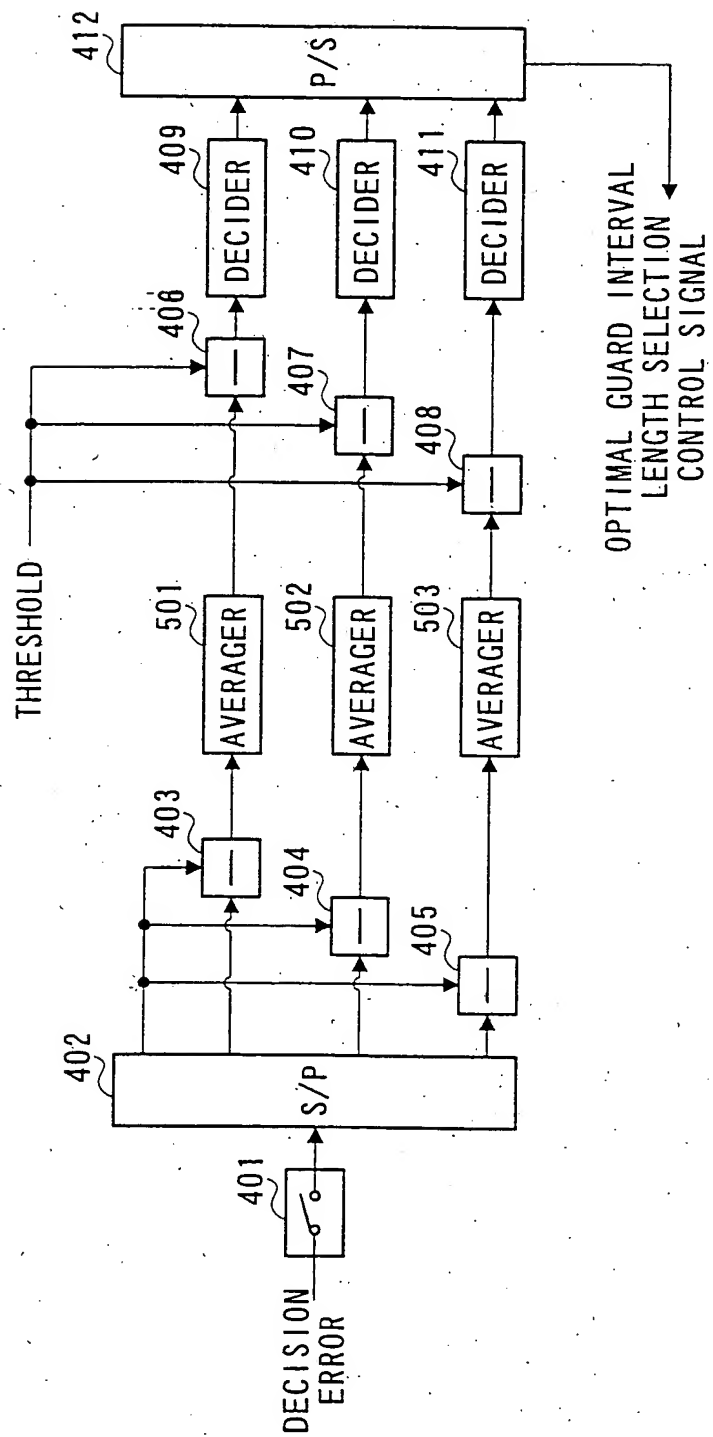 DECISION
ERROR
401
402
S/P
403
404
405
501
AVERAGER
502
AVERAGER
503
AVERAGER
THRESHOLD
406
407
408
409
DECIDER
410
DECIDER
411
DECIDER
412
P/S
OPTIMAL GUARD INTERVAL
LENGTH SELECTION
CONTROL SIGNAL